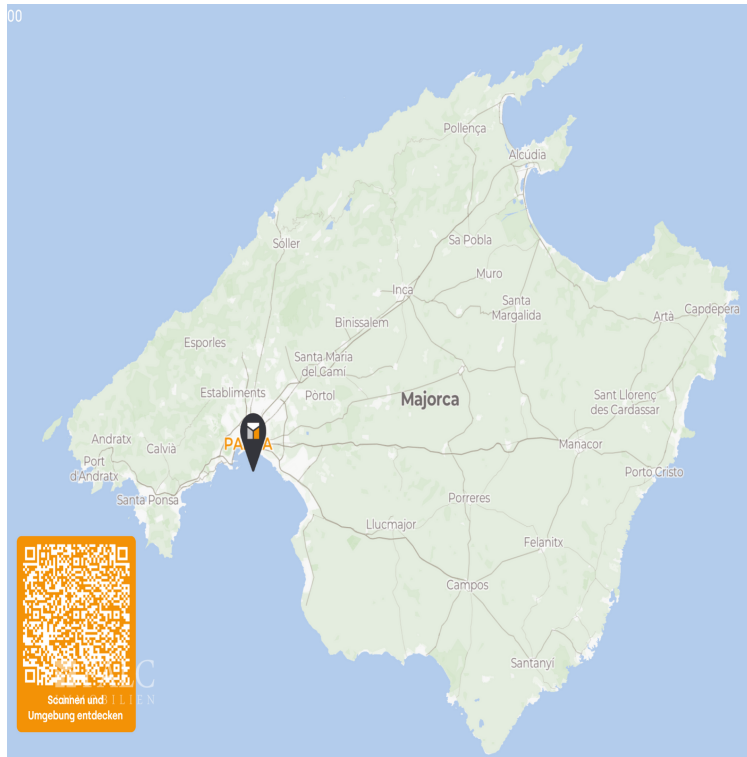 00
Pollença
Alcúdia
Sóller
Sa Pobla
Muro
Inca
Santa
Margalida
Artà
Capdepera
Binissalem
Esporles
Santa Maria
del Camí
Establiments
Pòrtol
Majorca
Sant Llorenç
des Cardassar
Andratx
Calvià
PALMA
Manacor
Port
d'Andratx
Porto Cristo
Santa Ponsa
Porreres
Llucmajor
Felanitx
Campos
Santanyí
IMMOBILIEN
Scannen und
Umgebung entdecken